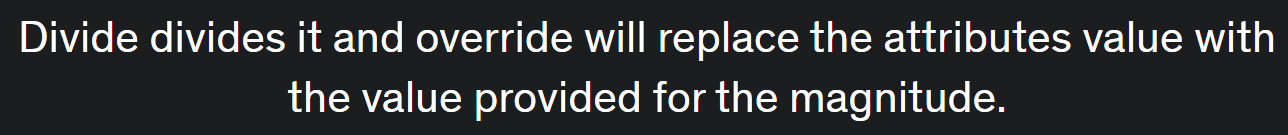 Divide divides it and override will replace the attributes value with
the value provided for the magnitude.